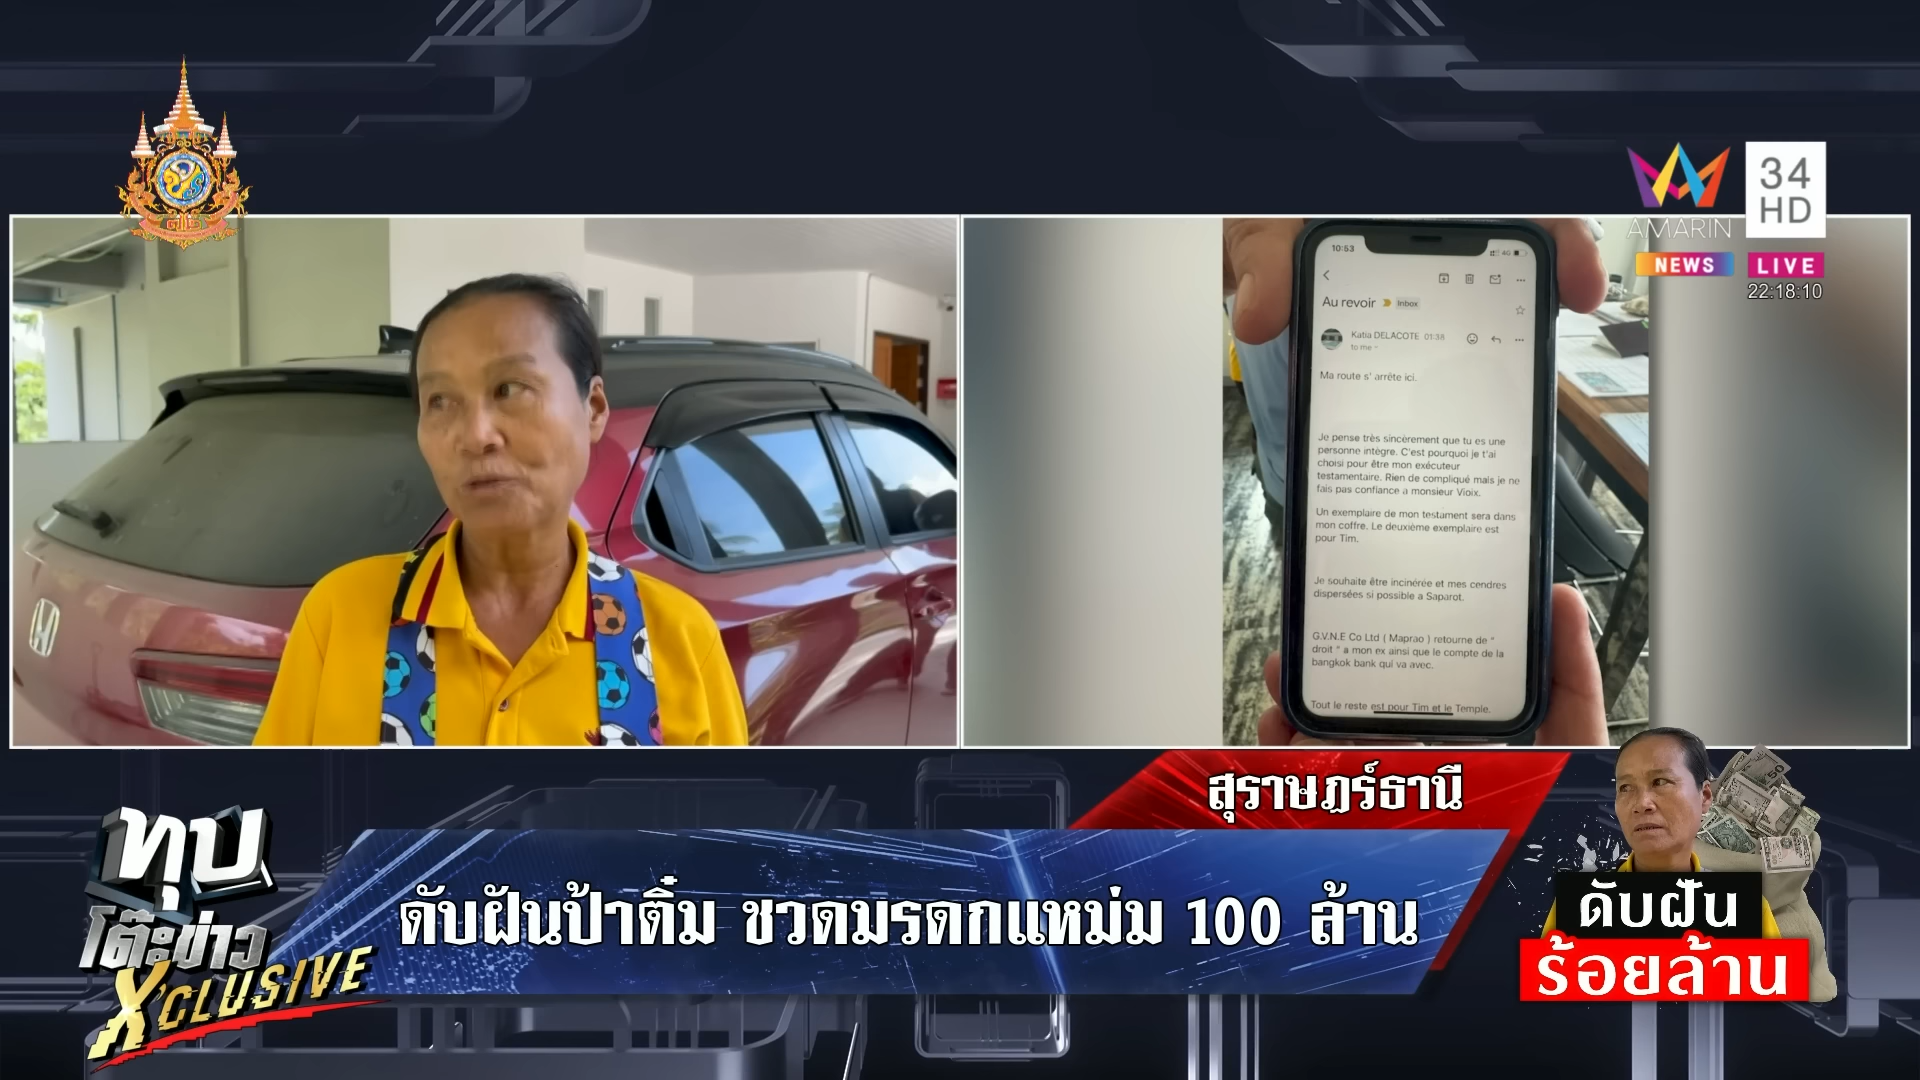 34
HD
AMARIN
NEWS
LIVE
22:18:10
10:53
4G
Au revoir
Inbox
Katia DELACOTE 01:38
to me
Ma route s' arrête ici.
Je pense très sincèrement que tu es une
personne intègre. C'est pourquoi je t'ai
choisi pour être mon exécuteur
testamentaire. Rien de compliqué mais je ne
fais pas confiance a monsieur Vioix.
Un exemplaire de mon testament sera dans
mon coffre. Le deuxième exemplaire est
pour Tim.
Je souhaite être incinérée et mes cendres
dispersées si possible a Saparot.
G.V.N.E Co Ltd ( Maprao ) retourne de "
droit " a mon ex ainsi que le compte de la
bangkok bank qui va avec.
Tout le reste est pour Tim et le Temple.
สุราษฎร์ธานี
ทุบ
โต๊ะข่าว
X'CLUSIVE
ดับฝันป้าติ๋ม ชวดมรดกแหม่ม 100 ล้าน
ดับฝัน
ร้อยล้าน